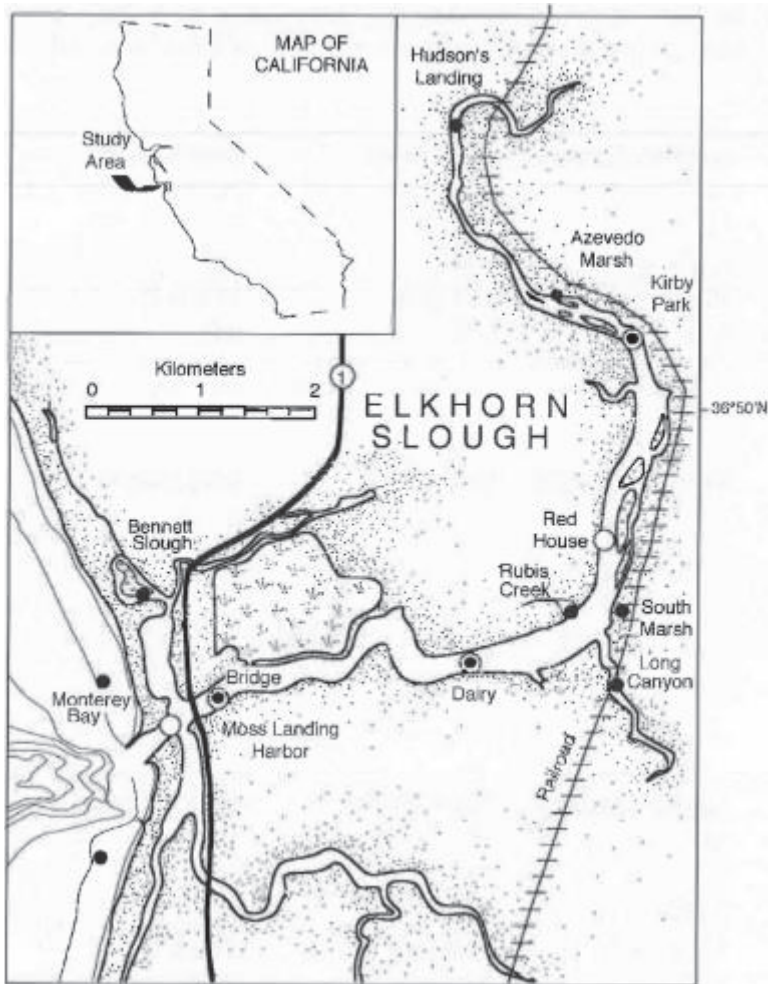 MAP OF
CALIFORNIA
Study
Area
Hudson's
Landing
Azevedo
Marsh
Kirby
Park
Kilometers
0 1 2
1
ELKHORN
SLOUGH
36°50'N
Bennett
Slough
Red
House
Rubis
Creek
South
Marsh
Long
Canyon
Bridge
Dairy
Monterey
Bay
Moss Landing
Harbor
Railroad